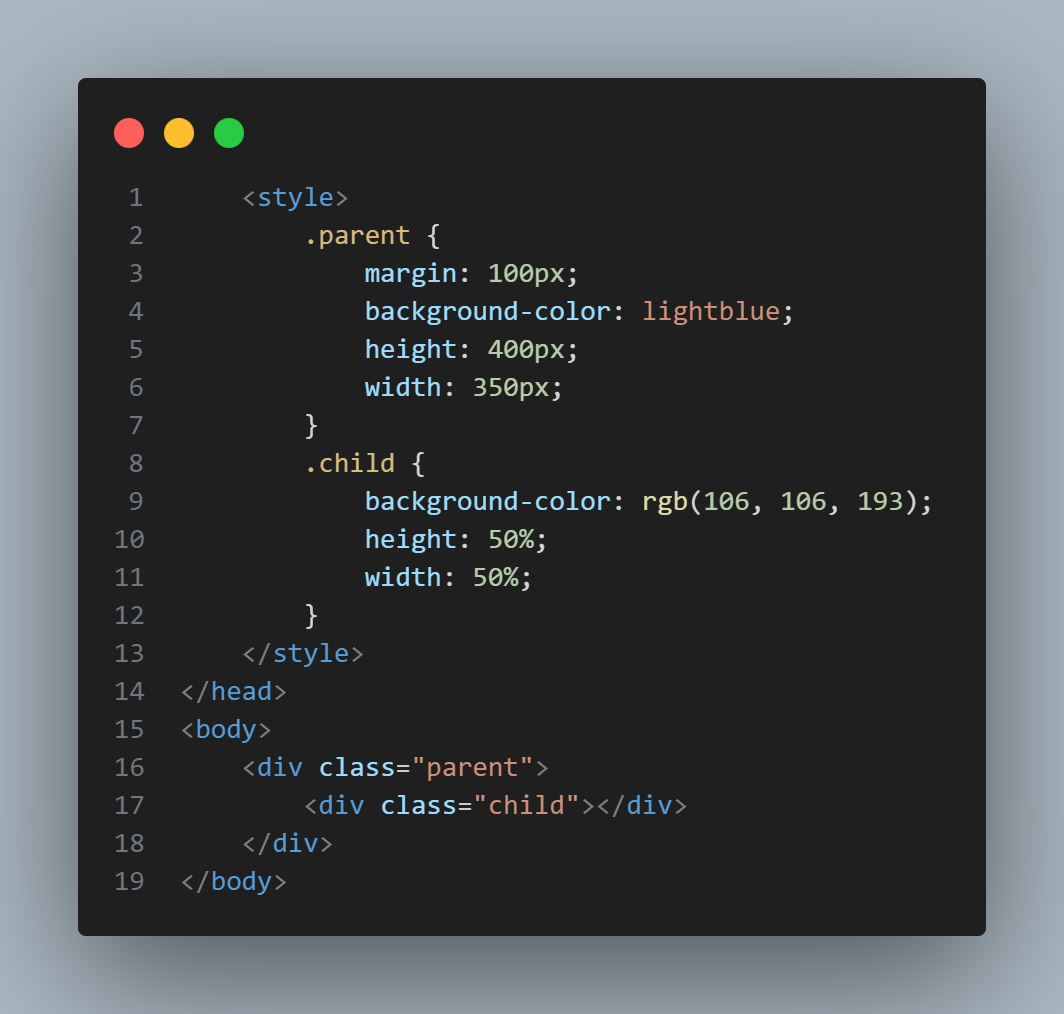 1 <style>
2 .parent {
3 margin: 100px;
4 background-color: lightblue;
5 height: 400px;
6 width: 350px;
7 }
8 .child {
9 background-color: rgb(106, 106, 193);
10 height: 50%;
11 width: 50%;
12 }
13 </style>
14 </head>
15 <body>
16 <div class="parent">
17 <div class="child"></div>
18 </div>
19 </body>